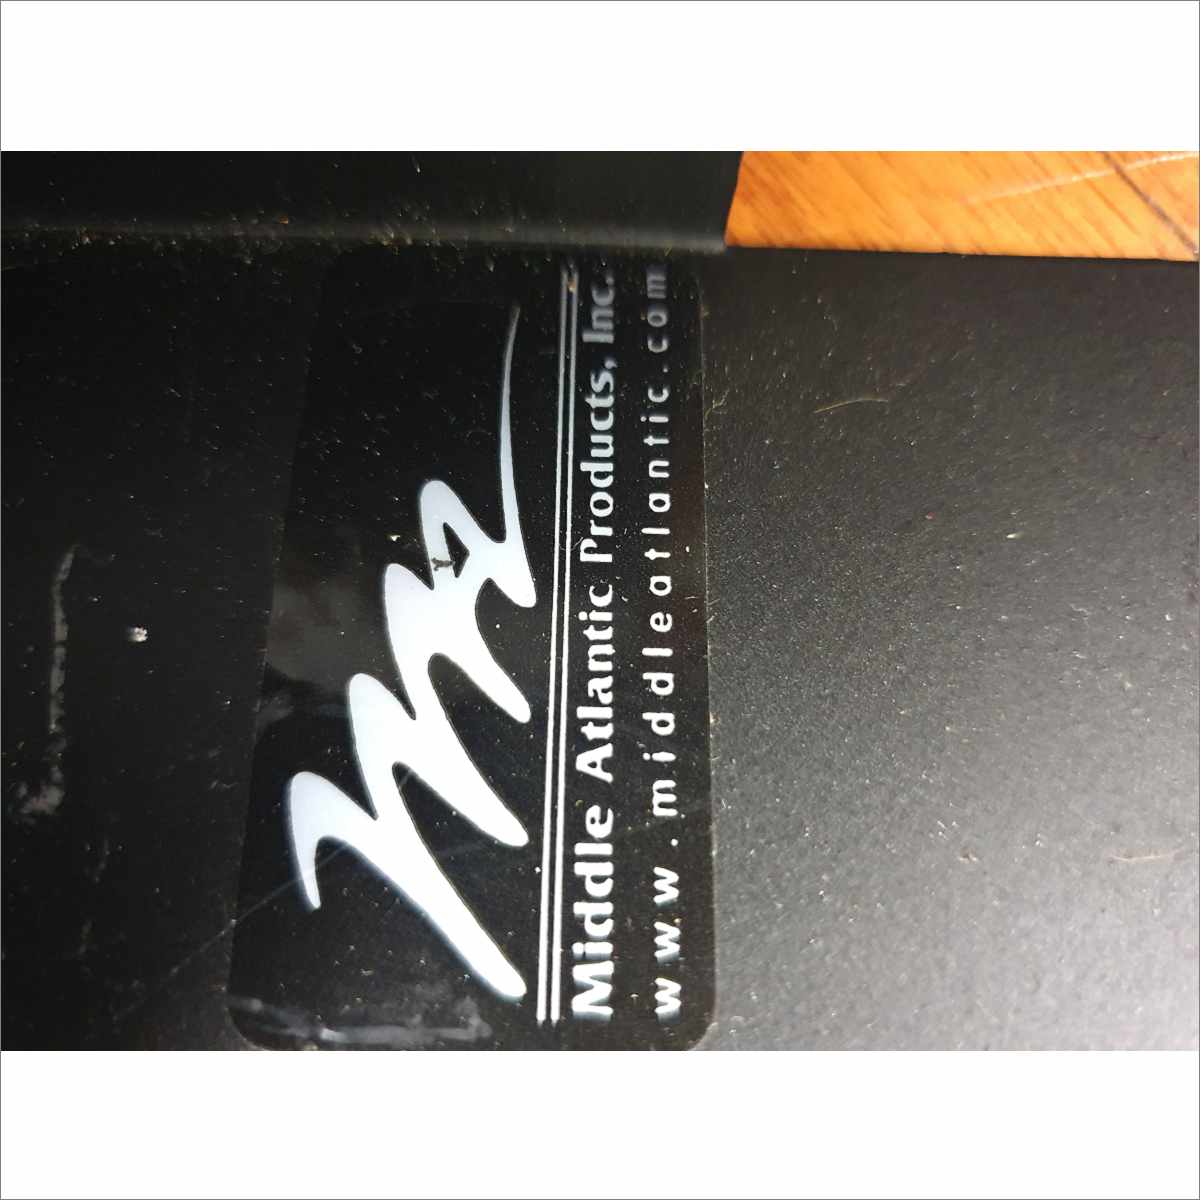 Middle Atlantic Products, Inc.
www.middleatlantic.com